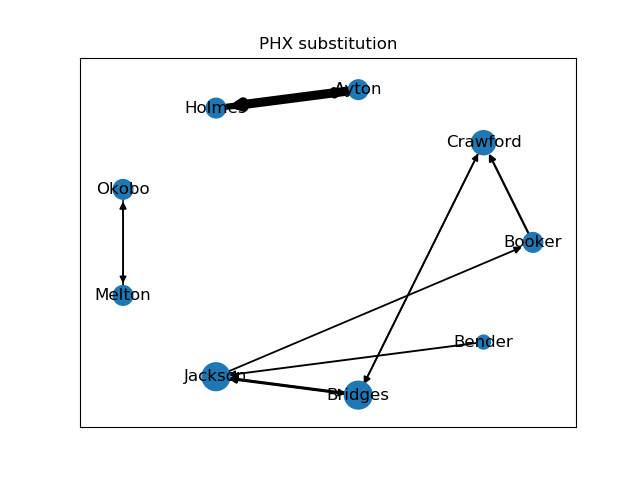 PHX substitution
Ayton
Holmes
Crawford
Okobo
Booker
Melton
Bender
Jackson
Bridges